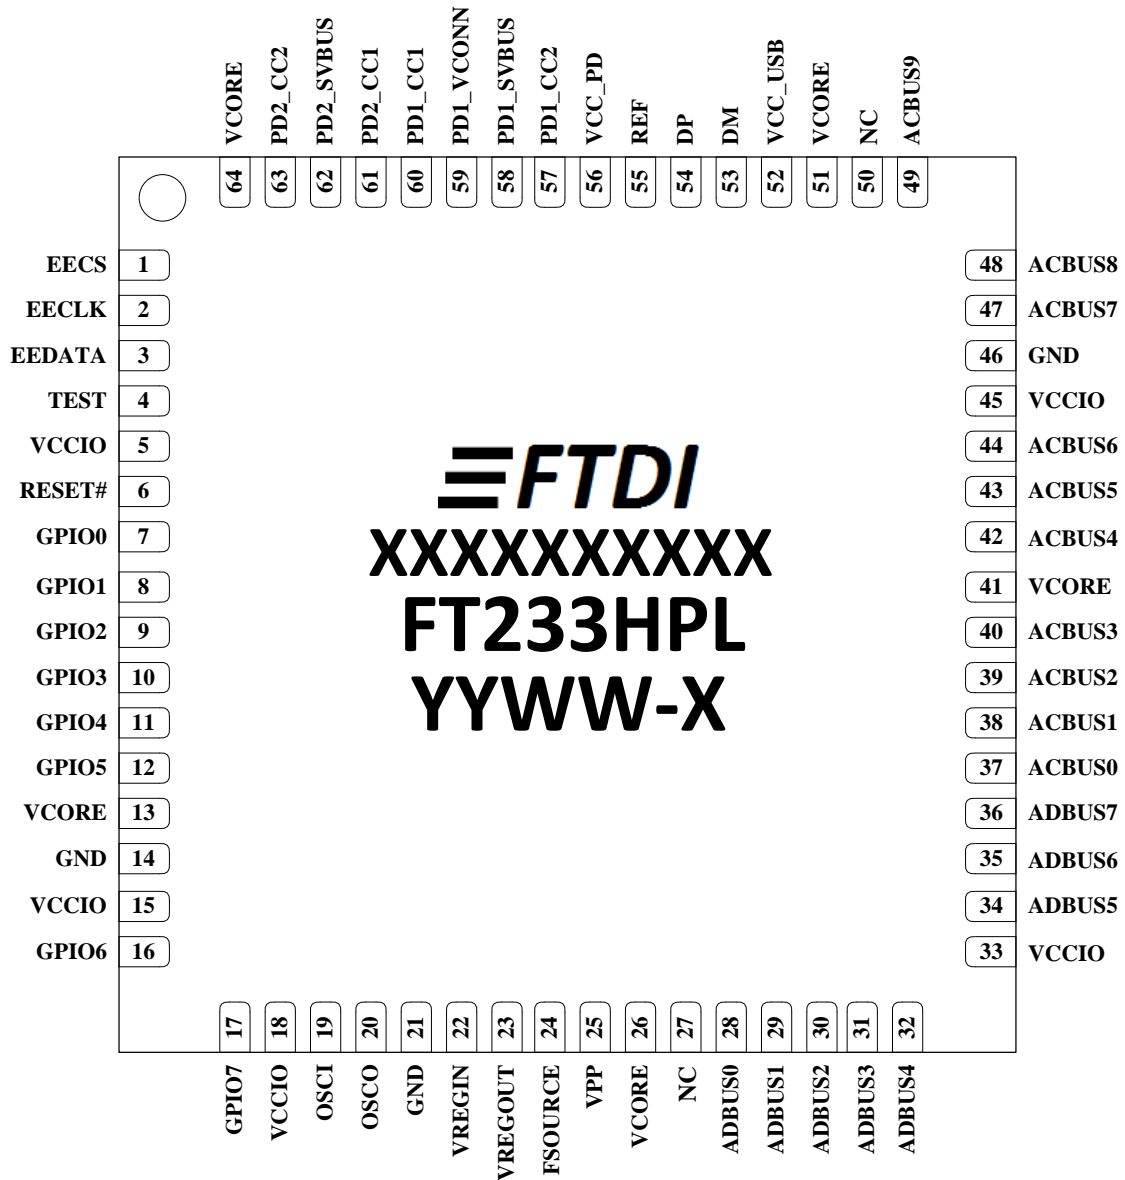 VCORE
PD2_CC2
PD2_SVBUS
PD2_CC1
PD1_CC1
PD1_VCONN
PD1_SVBUS
PD1_CC2
VCC_PD
REF
DP
DM
VCC_USB
VCORE
NC
ACBUS9
64 63 62 61 60 59 58 57 56 55 54 53 52 51 50 49
EECS 1
EECLK 2
EEDATA 3
TEST 4
VCCIO 5
RESET# 6
GPIO0 7
GPIO1 8
GPIO2 9
GPIO3 10
GPIO4 11
GPIO5 12
VCORE 13
GND 14
VCCIO 15
GPIO6 16
FTDI
XXXXXXXXXX
FT233HPL
YYWW-X
48 ACBUS8
47 ACBUS7
46 GND
45 VCCIO
44 ACBUS6
43 ACBUS5
42 ACBUS4
41 VCORE
40 ACBUS3
39 ACBUS2
38 ACBUS1
37 ACBUS0
36 ADBUS7
35 ADBUS6
34 ADBUS5
33 VCCIO
17 18 19 20 21 22 23 24 25 26 27 28 29 30 31 32
GPIO7
VCCIO
OSCI
OSCO
GND
VREGIN
VREGOUT
FSOURCE
VPP
VCORE
NC
ADBUS0
ADBUS1
ADBUS2
ADBUS3
ADBUS4